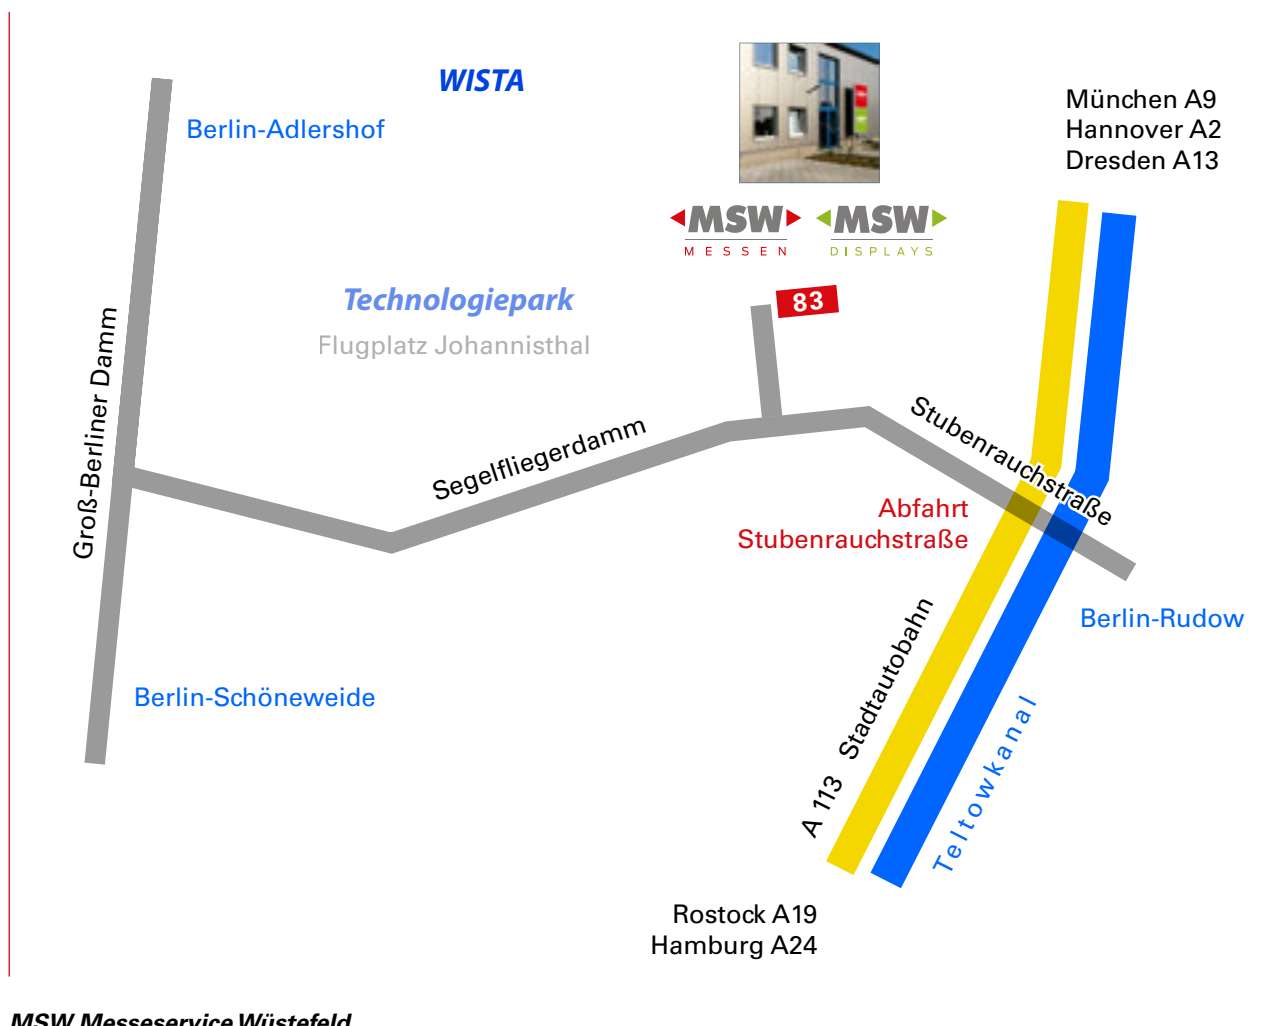 WISTA
Berlin-Adlershof
München A9
Hannover A2
Dresden A13
MSW
MESSEN
MSW
DISPLAYS
83
Technologiepark
Flugplatz Johannisthal
Groß-Berliner Damm
Segelfliegerdamm
Stubenrauchstraße
Abfahrt
Stubenrauchstraße
Berlin-Rudow
Berlin-Schöneweide
A 113 Stadtautobahn
Teltowkanal
Rostock A19
Hamburg A24
MSW Messeservice Wüstefeld